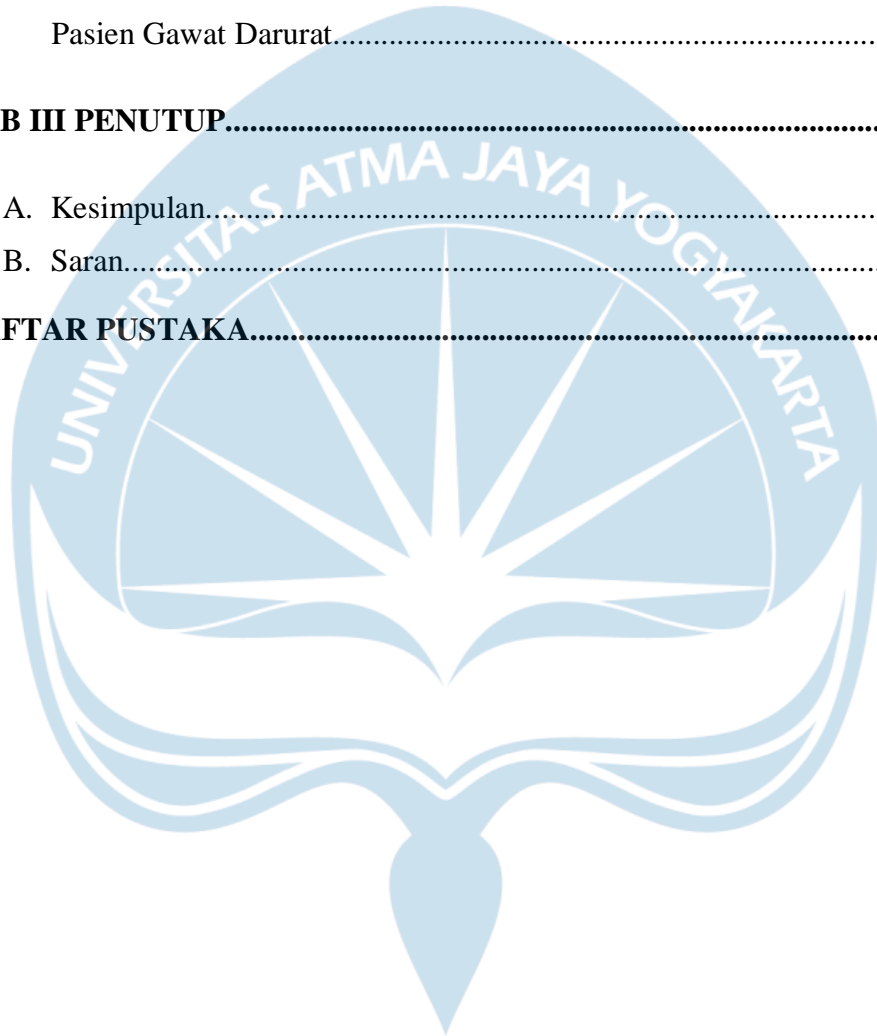 Pasien Gawat Darurat........................................................................
B III PENUTUP....................................................................................
UNIVERSITAS ATMA JAYA YOGYAKARTA
A. Kesimpulan........................................................................................
B. Saran..................................................................................................
FTAR PUSTAKA.................................................................................